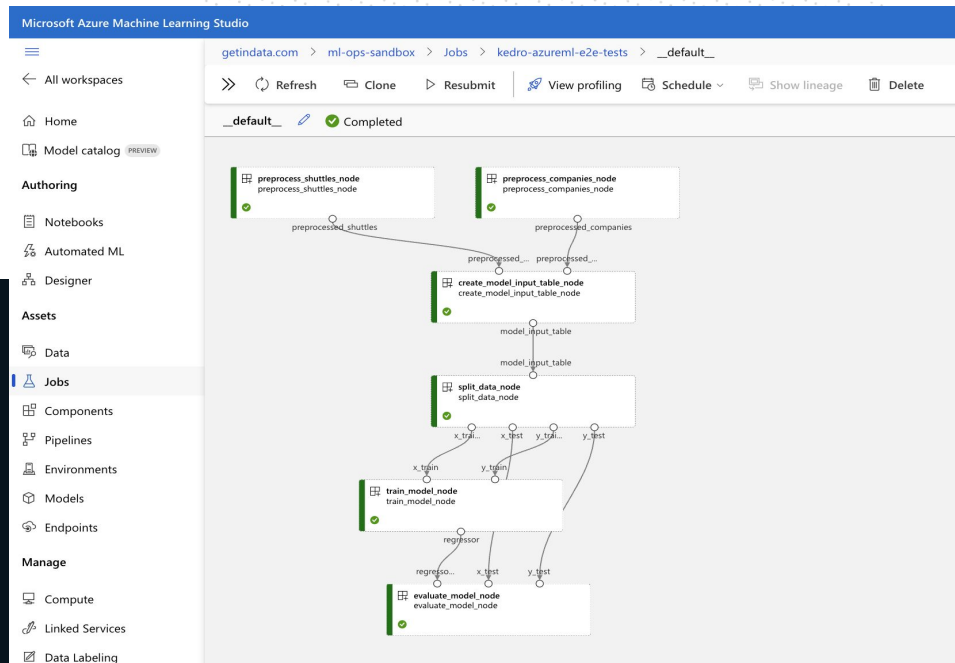 Microsoft Azure Machine Learning Studio
All workspaces
Home
Model catalog PREVIEW
Authoring
Notebooks
Automated ML
Designer
Assets
Data
Jobs
Components
Pipelines
Environments
Models
Endpoints
Manage
Compute
Linked Services
Data Labeling
getindata.com > ml-ops-sandbox > Jobs > kedro-azureml-e2e-tests > __default__
Refresh Clone Resubmit View profiling Schedule Show lineage Delete
__default__ Completed
preprocess_shuttles_node
preprocess_shuttles_node
preprocess_companies_node
preprocess_companies_node
preprocessed_shuttles
preprocessed_companies
preprocessed_... preprocessed_...
create_model_input_table_node
create_model_input_table_node
model_input_table
model_input_table
split_data_node
split_data_node
x_trai... x_test y_trai... y_test
x_train y_train
train_model_node
train_model_node
regressor
regresso... x_test y_test
evaluate_model_node
evaluate_model_node